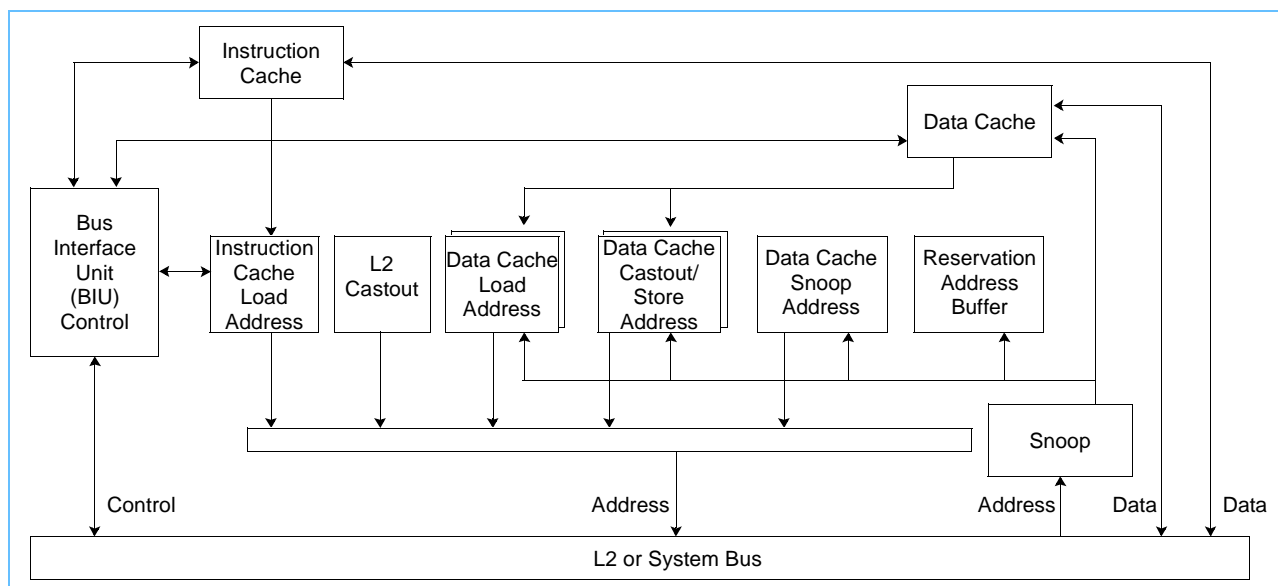 Instruction
Cache
Data Cache
Bus
Interface
Unit
(BIU)
Control
Instruction
Cache
Load
Address
L2
Castout
Data Cache
Load
Address
Data Cache
Castout/
Store
Address
Data Cache
Snoop
Address
Reservation
Address
Buffer
Snoop
Control
Address
Address
Data
Data
L2 or System Bus